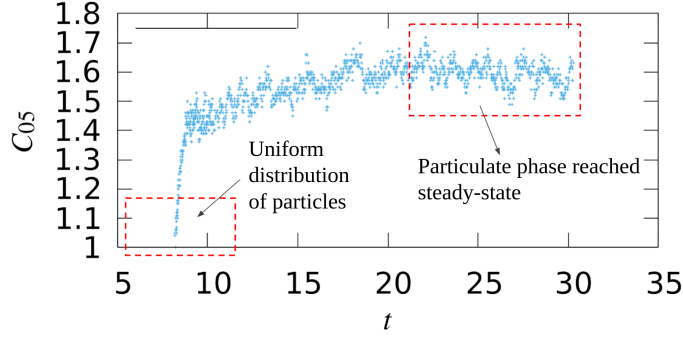 1.8
1.7
1.6
1.5
1.4
1.3
1.2
1.1
1
C05
Uniform
distribution
of particles
Particulate phase reached
steady-state
5 10 15 20 25 30 35
t